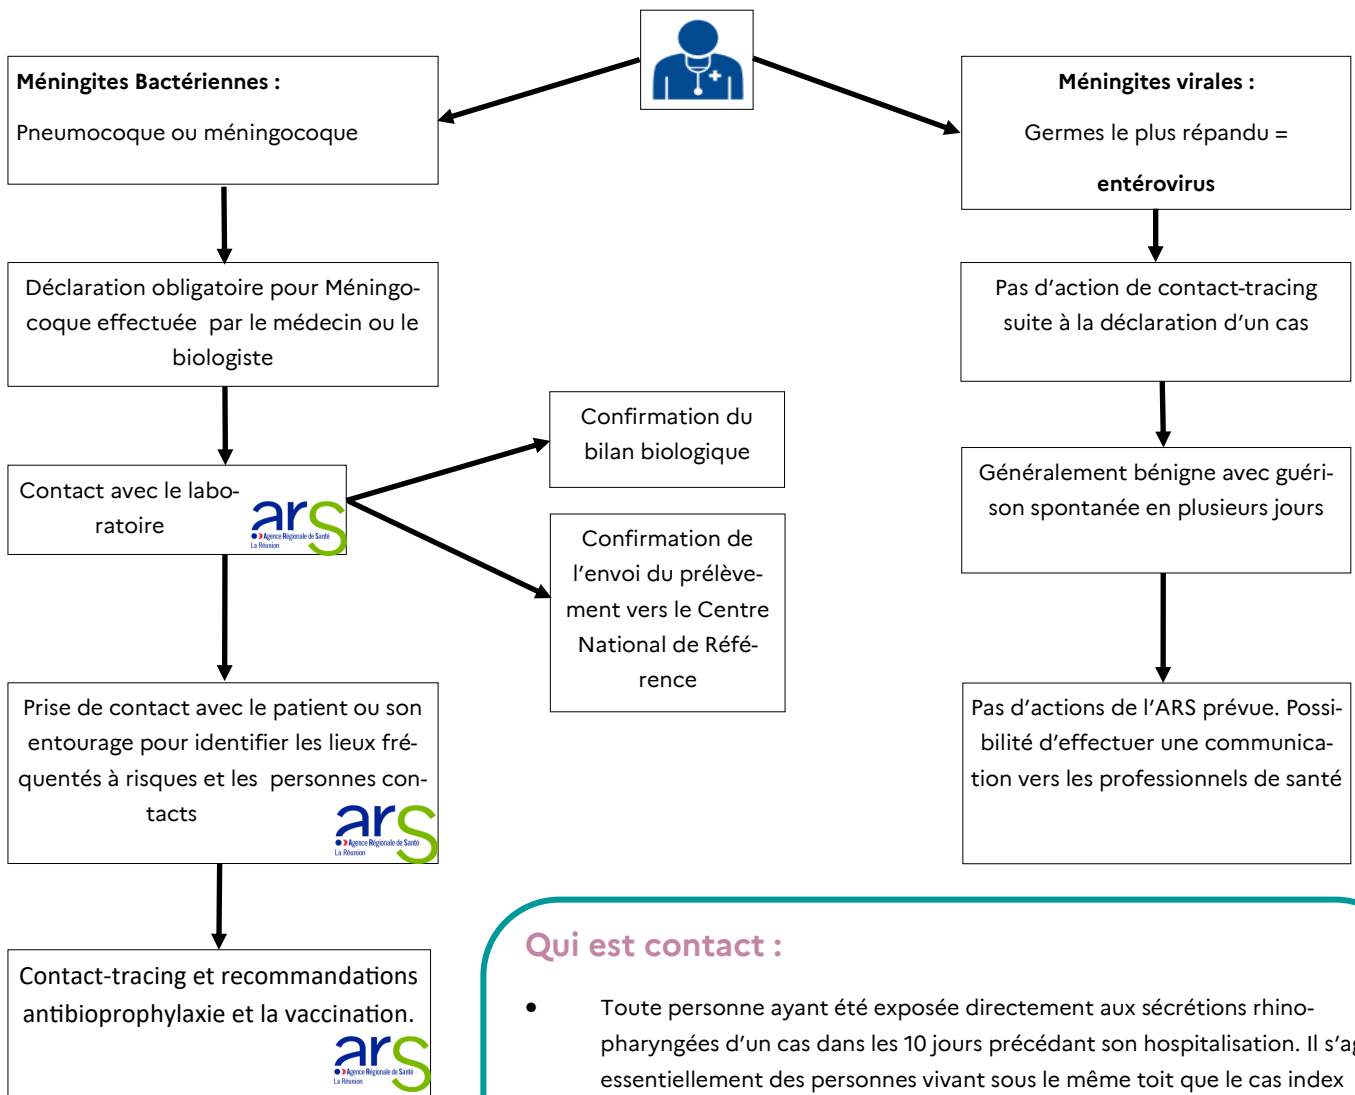 Méningites Bactériennes :
Pneumocoque ou méningocoque
Déclaration obligatoire pour Méningo-
coque effectuée  par le médecin ou le
biologiste
Contact avec le labo-
ratoire
ars
Agence Régionale de Santé
La Réunion
Confirmation du
bilan biologique
Confirmation de
l’envoi du prélève-
ment vers le Centre
National de Réfé-
rence
Prise de contact avec le patient ou son
entourage pour identifier les lieux fré-
quentés à risques et les  personnes con-
tacts
ars
Agence Régionale de Santé
La Réunion
Contact-tracing et recommandations
antibioprophylaxie et la vaccination.
ars
Agence Régionale de Santé
La Réunion
Méningites virales :
Germes le plus répandu =
entérovirus
Pas d’action de contact-tracing
suite à la déclaration d’un cas
Généralement bénigne avec guéri-
son spontanée en plusieurs jours
Pas d’actions de l’ARS prévue. Possi-
bilité d’effectuer une communica-
tion vers les professionnels de santé
Qui est contact :
• Toute personne ayant été exposée directement aux sécrétions rhino-
pharyngées d’un cas dans les 10 jours précédant son hospitalisation. Il s’ag
essentiellement des personnes vivant sous le même toit que le cas index